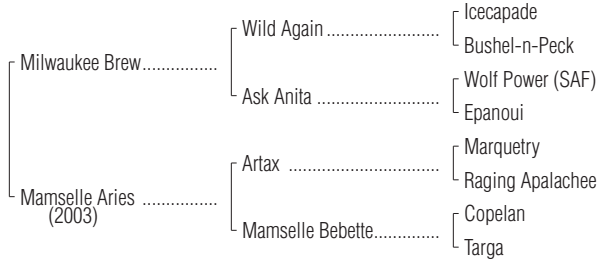 Icecapade
Wild Again ........................
Bushel-n-Peck
Milwaukee Brew...............
Wolf Power (SAF)
Ask Anita ..........................
Epanoui
Marquetry
Artax ................................
Raging Apalachee
Mamselle Aries ...............
(2003)
Copelan
Mamselle Bebette..............
Targa